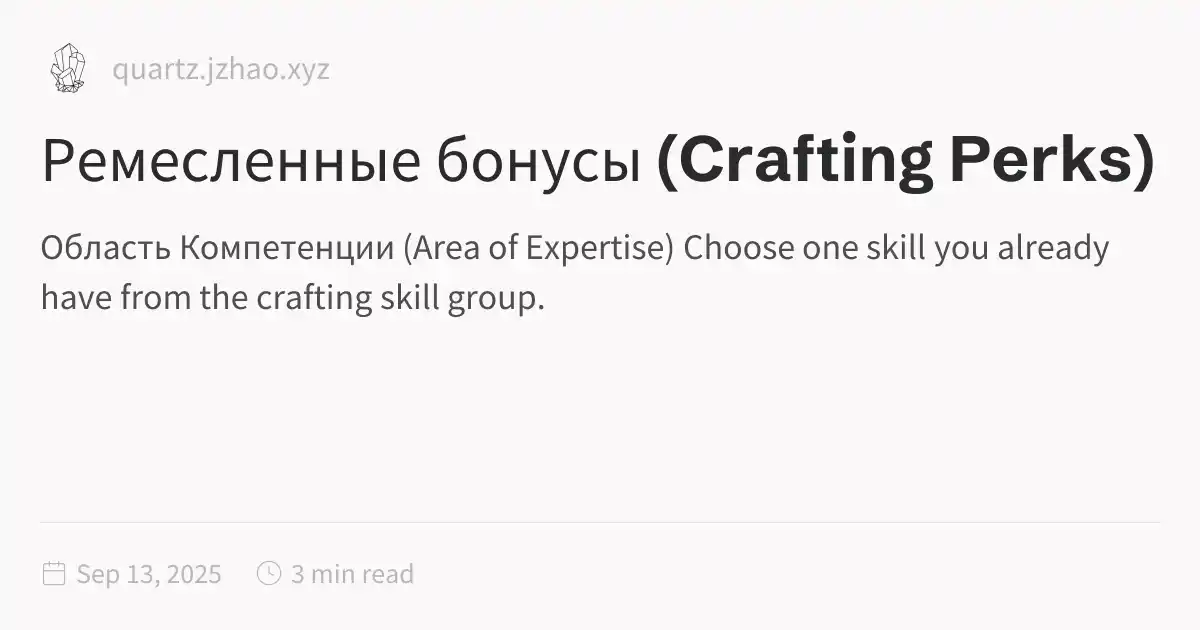 quartz.jzhao.xyz
Ремесленные бонусы (Crafting Perks)
Область Компетенции (Area of Expertise) Choose one skill you already
have from the crafting skill group.
Sep 13, 2025 3 min read